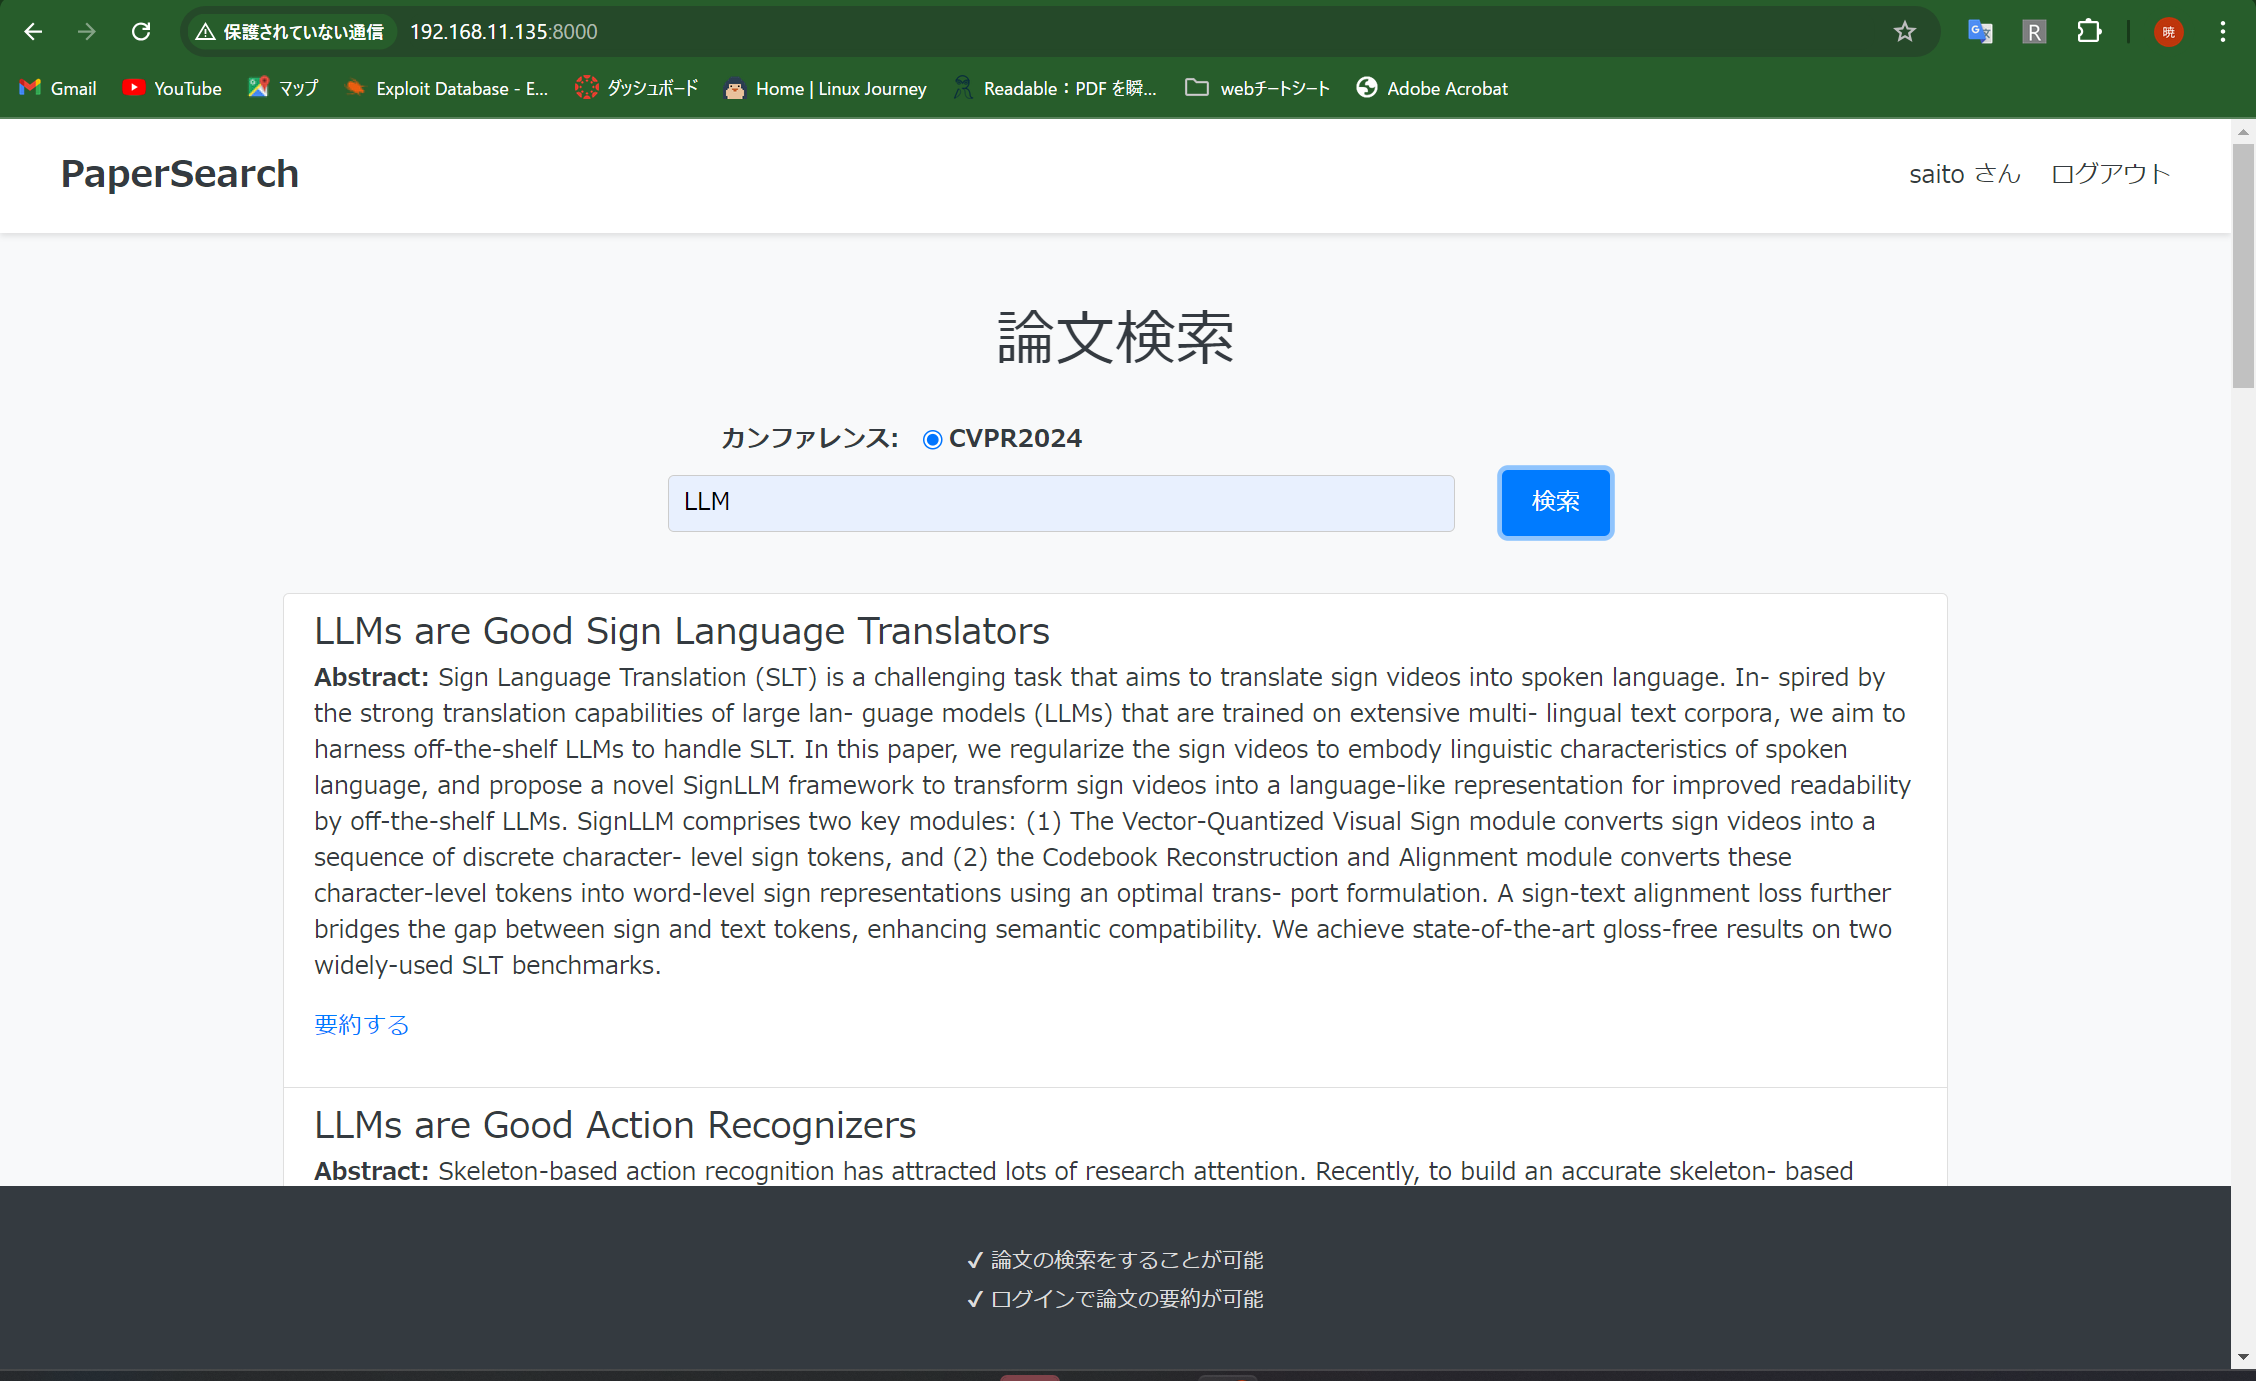 保護されていない通信 192.168.11.135:8000
Gmail YouTube マップ Exploit Database - E... ダッシュボード Home | Linux Journey Readable：PDF を瞬... webチートシート Adobe Acrobat
R 暁
PaperSearch saito さん ログアウト
論文検索
カンファレンス: CVPR2024
LLM 検索
LLMs are Good Sign Language Translators
Abstract: Sign Language Translation (SLT) is a challenging task that aims to translate sign videos into spoken language. In- spired by
the strong translation capabilities of large lan- guage models (LLMs) that are trained on extensive multi- lingual text corpora, we aim to
harness off-the-shelf LLMs to handle SLT. In this paper, we regularize the sign videos to embody linguistic characteristics of spoken
language, and propose a novel SignLLM framework to transform sign videos into a language-like representation for improved readability
by off-the-shelf LLMs. SignLLM comprises two key modules: (1) The Vector-Quantized Visual Sign module converts sign videos into a
sequence of discrete character- level sign tokens, and (2) the Codebook Reconstruction and Alignment module converts these
character-level tokens into word-level sign representations using an optimal trans- port formulation. A sign-text alignment loss further
bridges the gap between sign and text tokens, enhancing semantic compatibility. We achieve state-of-the-art gloss-free results on two
widely-used SLT benchmarks.
要約する
LLMs are Good Action Recognizers
Abstract: Skeleton-based action recognition has attracted lots of research attention. Recently, to build an accurate skeleton- based
✓ 論文の検索をすることが可能
✓ ログインで論文の要約が可能